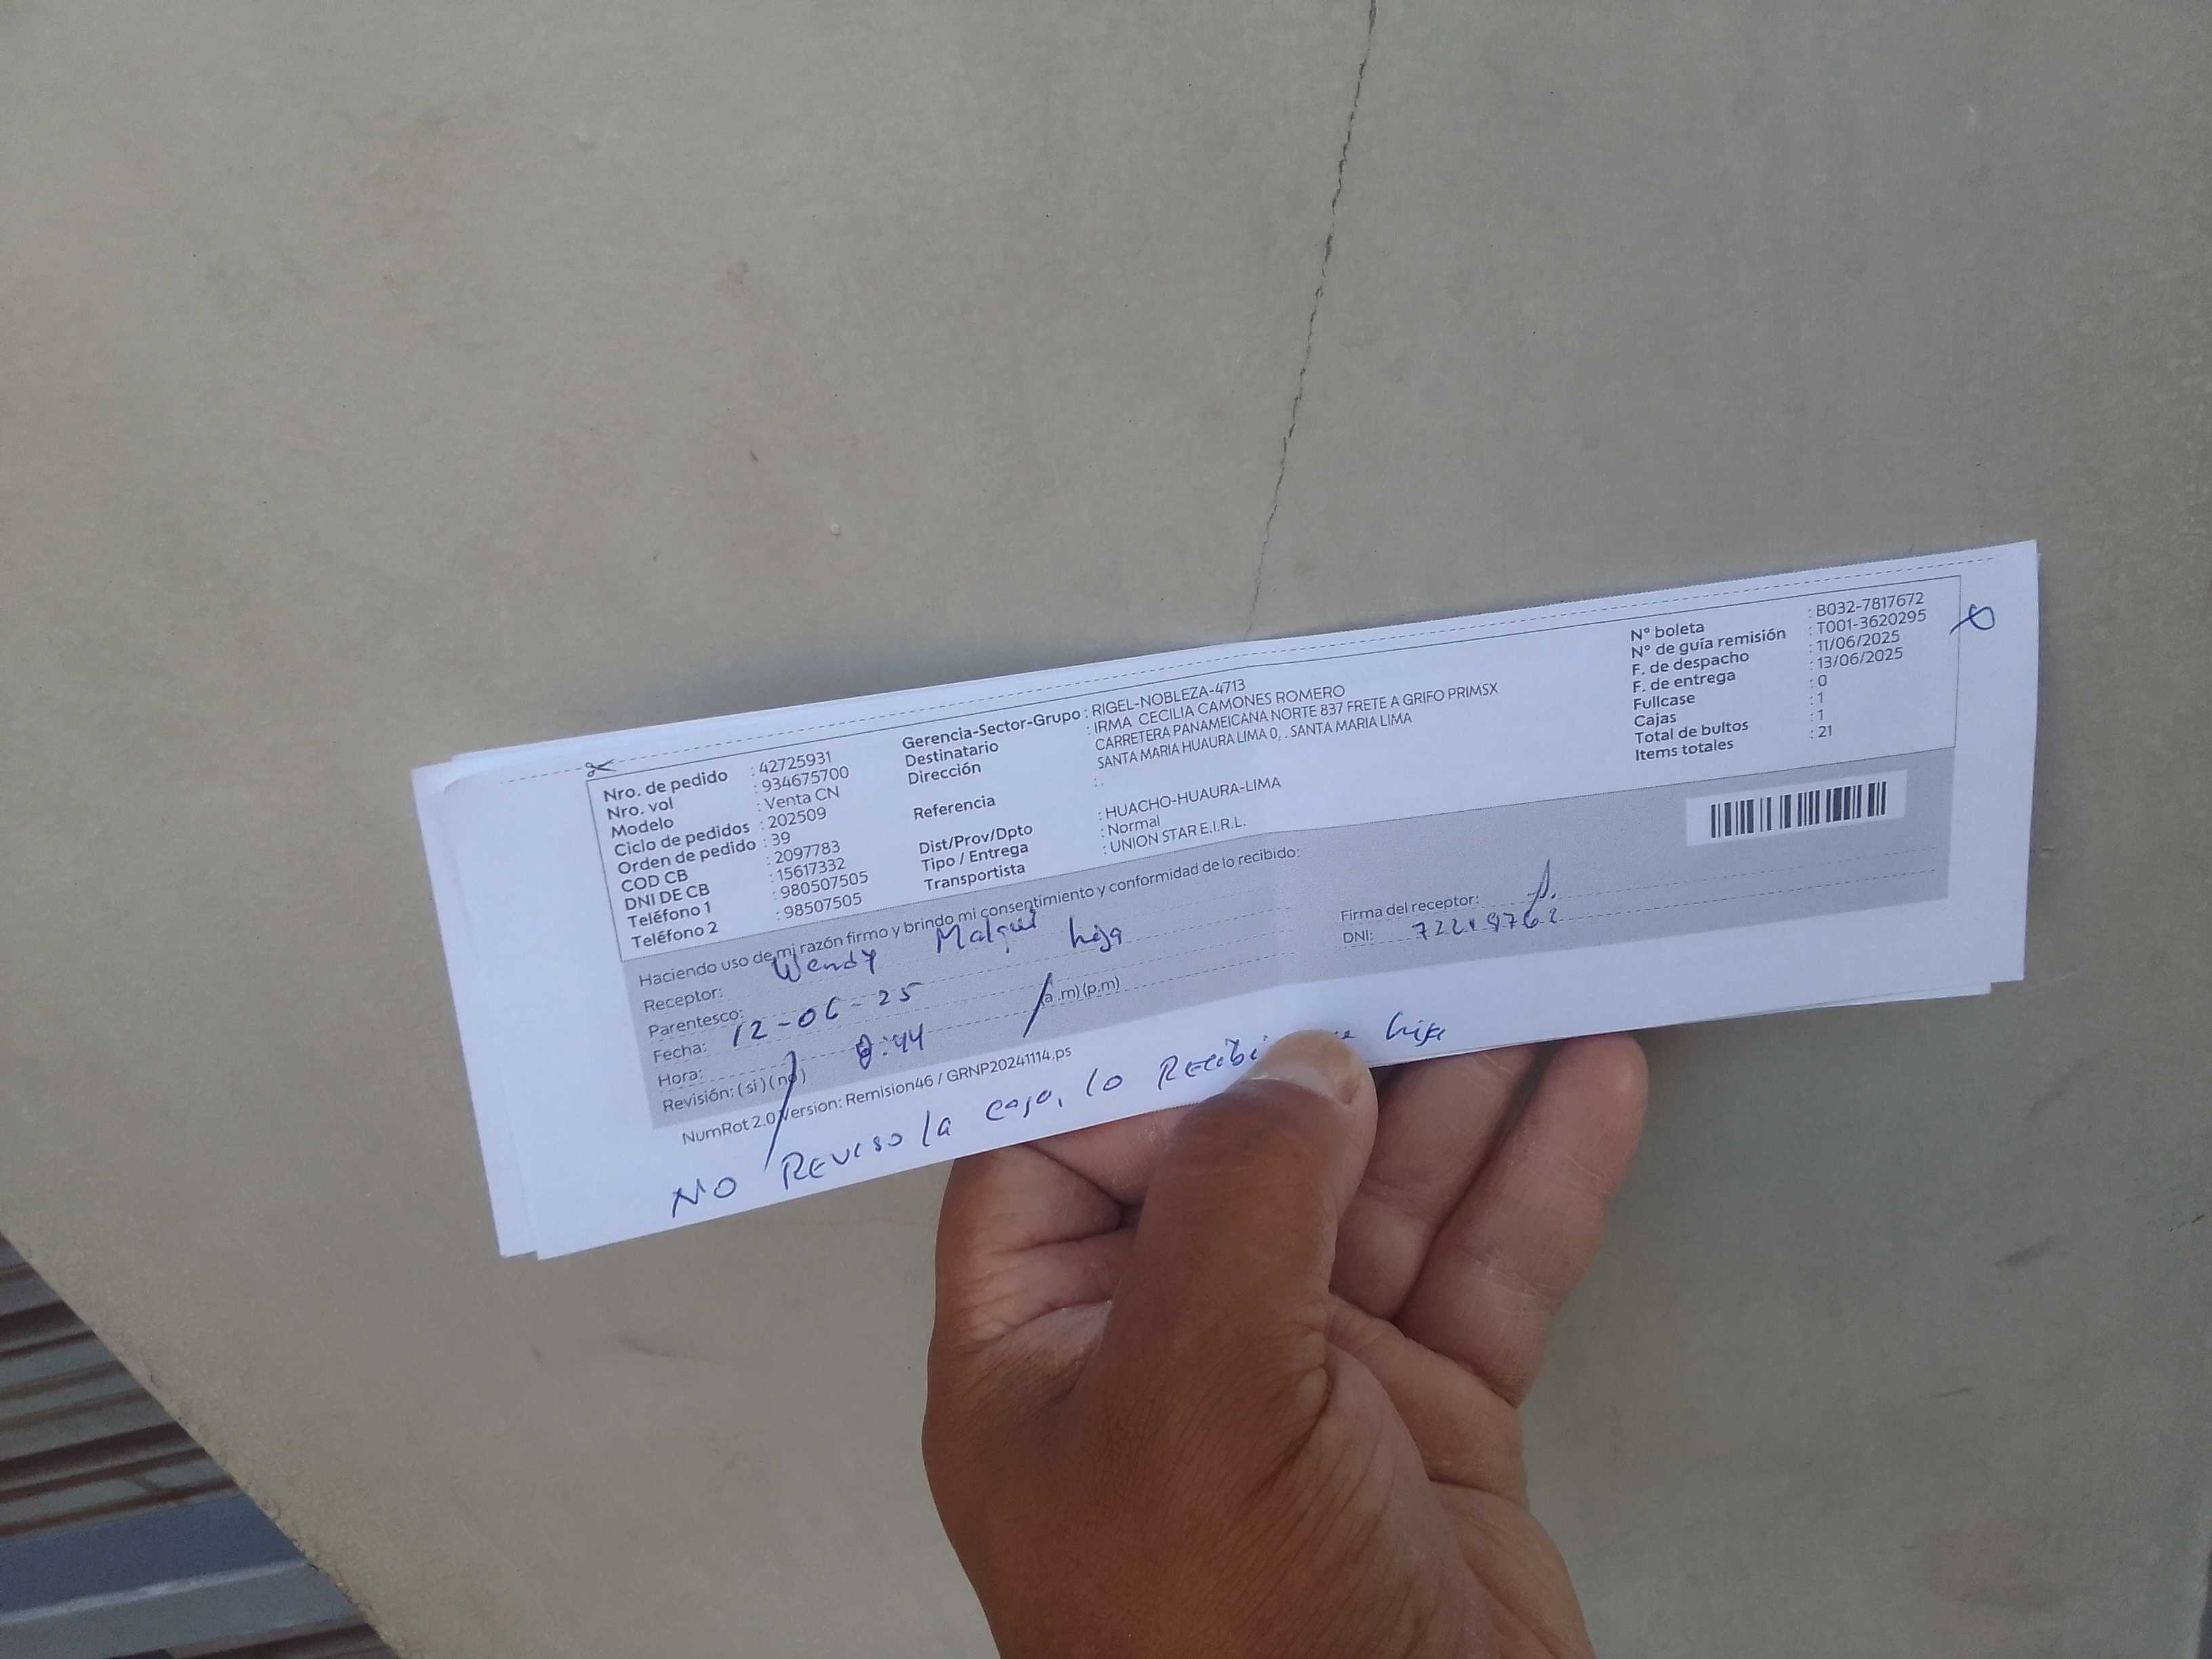 Nro. de pedido : 42725931
Nro. vol : 934675700
Modelo : Venta CN
Ciclo de pedidos : 202509
Orden de pedido : 39
COD CB : 2097783
DNI DE CB : 15617332
Teléfono 1 : 980507505
Teléfono 2 : 98507505
Gerencia-Sector-Grupo : RIGEL-NOBLEZA-4713
Destinatario : IRMA CECILIA CAMONES ROMERO
Dirección CARRETERA PANAMEICANA NORTE 837 FRETE A GRIFO PRIMSX
SANTA MARIA HUAURA LIMA 0, . SANTA MARIA LIMA
Referencia : .
Dist/Prov/Dpto : HUACHO-HUAURA-LIMA
Tipo / Entrega : Normal
Transportista : UNION STAR E.I.R.L.
N° boleta : B032-7817672
N° de guía remisión : T001-3620295
F. de despacho : 11/06/2025
F. de entrega : 13/06/2025
Fullcase : 0
Cajas : 1
Total de bultos : 1
Items totales : 21
Haciendo uso de mi razón firmo y brindo mi consentimiento y conformidad de lo recibido:
Receptor: Wendy Malqui
Parentesco: hija
Fecha: 12-06-25
Hora: 8:44 (a.m) (p.m)
Revisión: (si) (no)
Firma del receptor:
DNI:
NumRot 2.0 Version: Remision46 / GRNP20241114.ps
NO REVISO la caja, lo Recibi hija